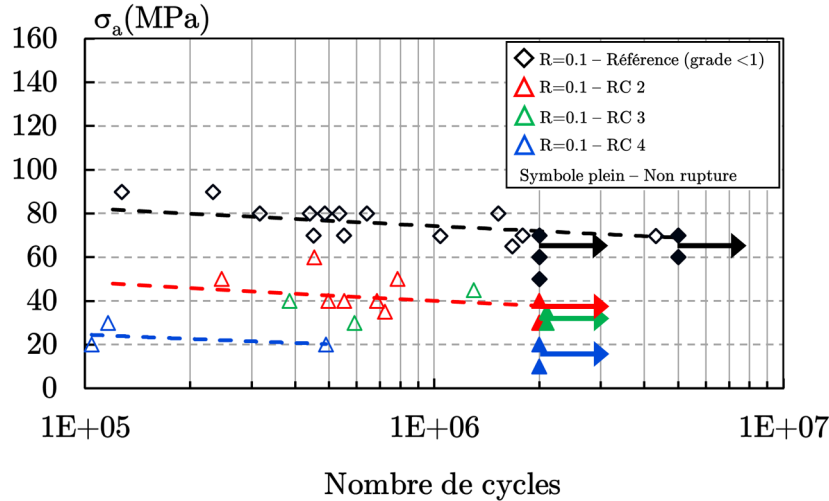 σa(MPa)
160
140
120
100
80
60
40
20
0
1E+05
1E+06
1E+07
Nombre de cycles
R=0.1 – Référence (grade <1)
R=0.1 – RC 2
R=0.1 – RC 3
R=0.1 – RC 4
Symbole plein – Non rupture